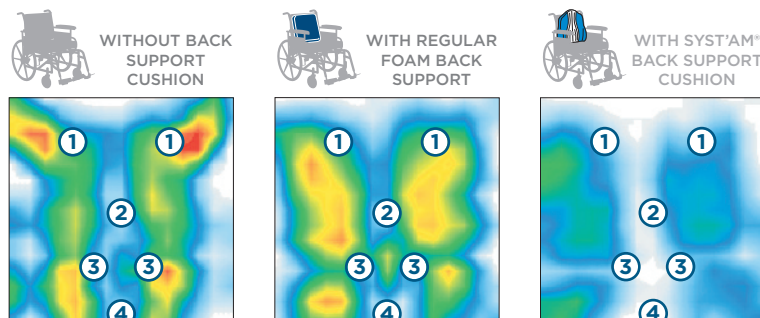 WITHOUT BACK
SUPPORT
CUSHION
WITH REGULAR
FOAM BACK
SUPPORT
WITH SYST'AM®
BACK SUPPORT
CUSHION
1 1
2
3 3
4
1 1
2
3 3
4
1 1
2
3 3
4